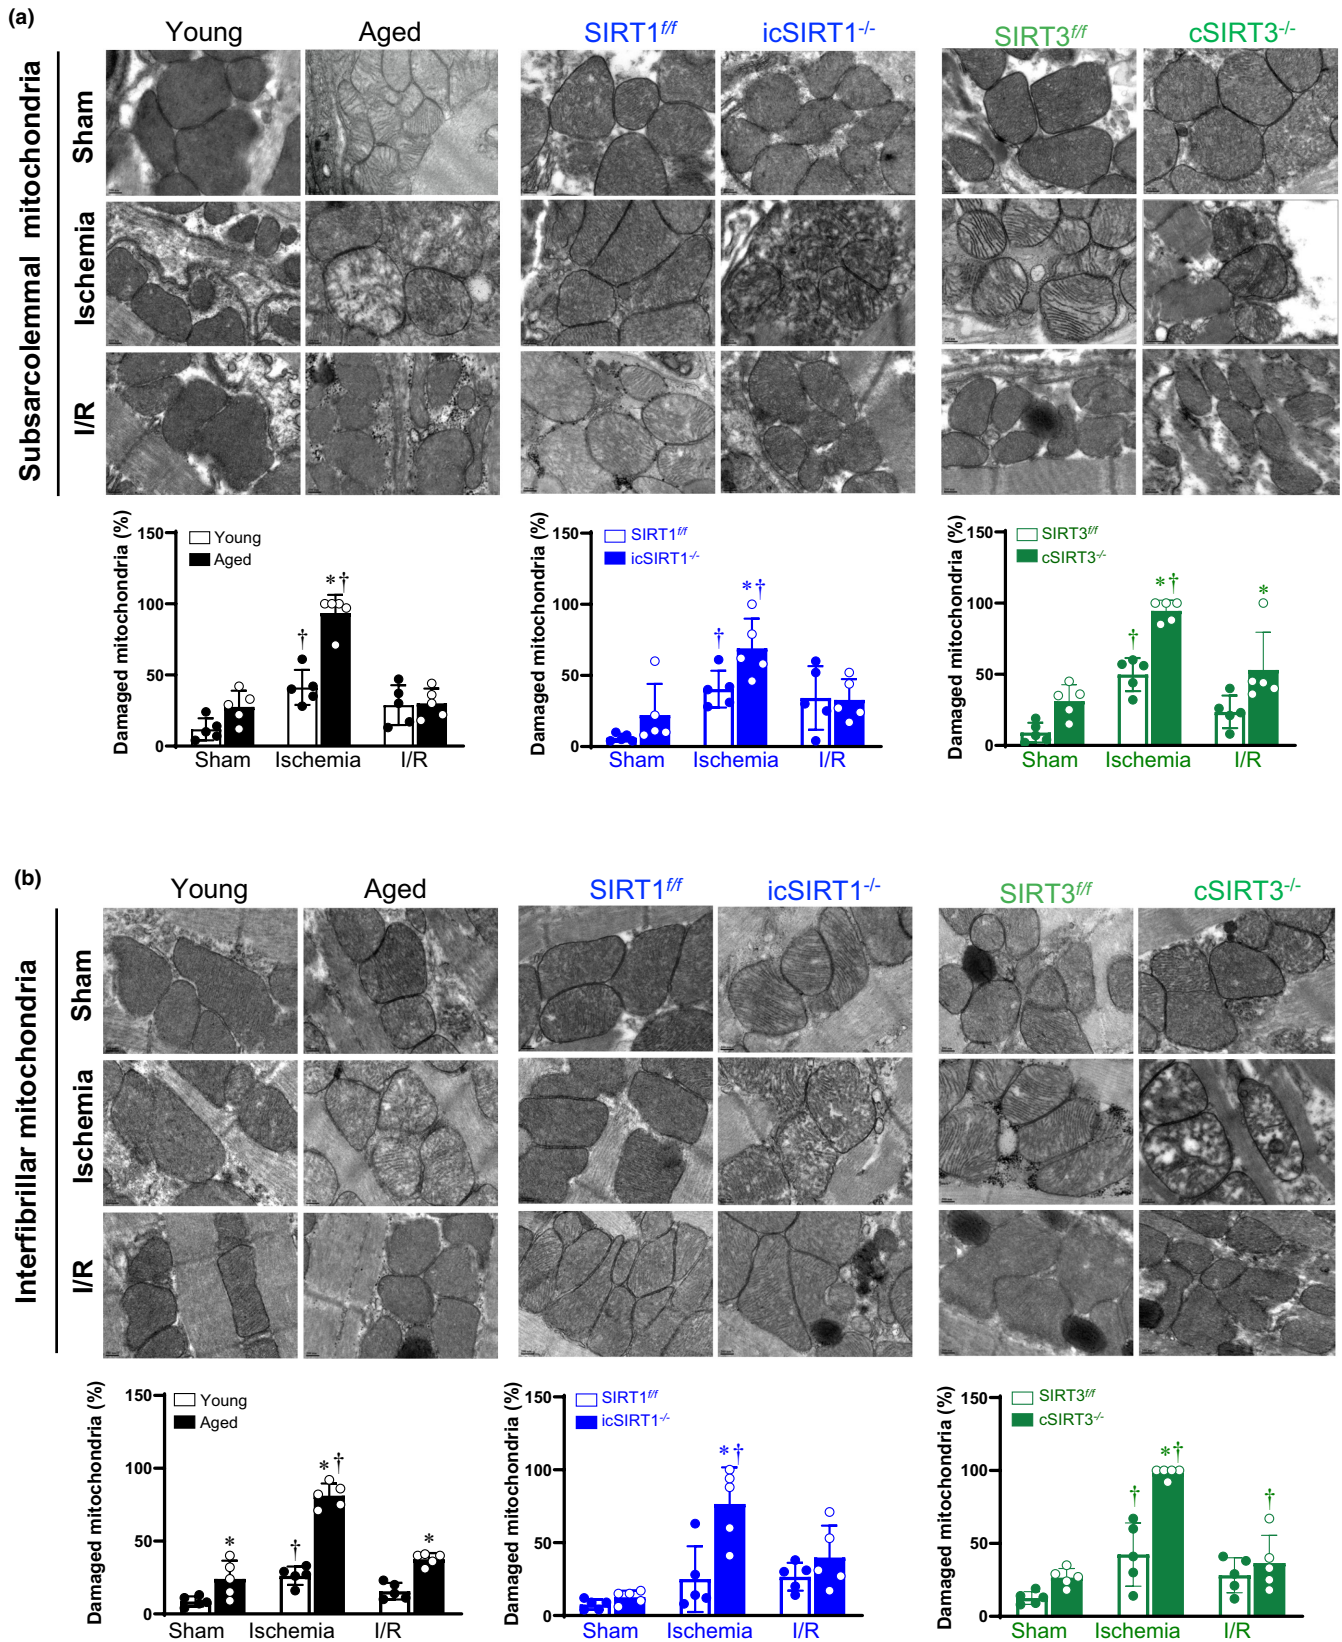 (a)
Young Aged SIRT1f/f icSIRT1-/- SIRT3f/f cSIRT3-/-
Subsarcolemmal mitochondria
Sham
Ischemia
I/R
Damaged mitochondria (%)
150
100
50
0
Young
Aged
*†
†
Sham Ischemia I/R
Damaged mitochondria (%)
150
100
50
0
SIRT1f/f
icSIRT1-/-
*†
†
Sham Ischemia I/R
Damaged mitochondria (%)
150
100
50
0
SIRT3f/f
cSIRT3-/-
*†
†
*
Sham Ischemia I/R
(b)
Young Aged SIRT1f/f icSIRT1-/- SIRT3f/f cSIRT3-/-
Interfibrillar mitochondria
Sham
Ischemia
I/R
Damaged mitochondria (%)
150
100
50
0
Young
Aged
*
†
*†
*
Sham Ischemia I/R
Damaged mitochondria (%)
150
100
50
0
SIRT1f/f
icSIRT1-/-
*†
Sham Ischemia I/R
Damaged mitochondria (%)
150
100
50
0
SIRT3f/f
cSIRT3-/-
†
*†
†
Sham Ischemia I/R